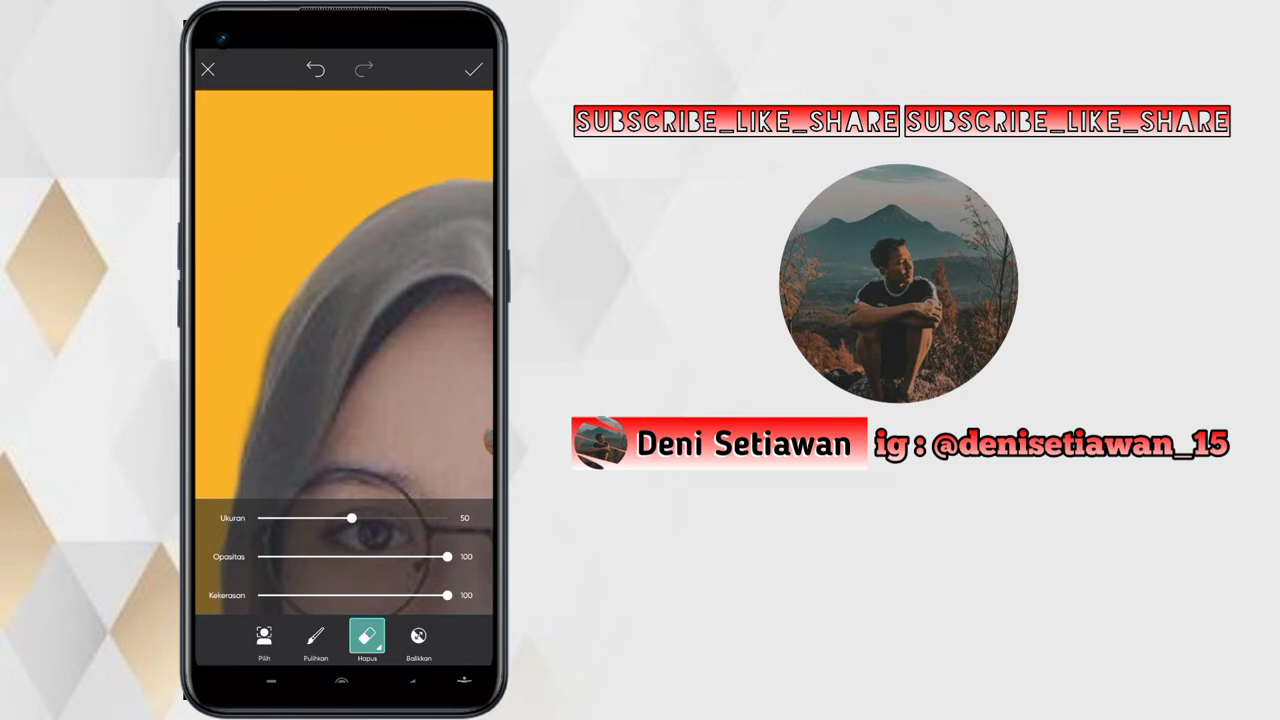 SUBSCRIBE_LIKE_SHARE SUBSCRIBE_LIKE_SHARE
Deni Setiawan ig : @denisetiawan_15
Ukuran 50
Opasitas 100
Kekerasan 100
Pilih Pulihkan Hapus Balikkan